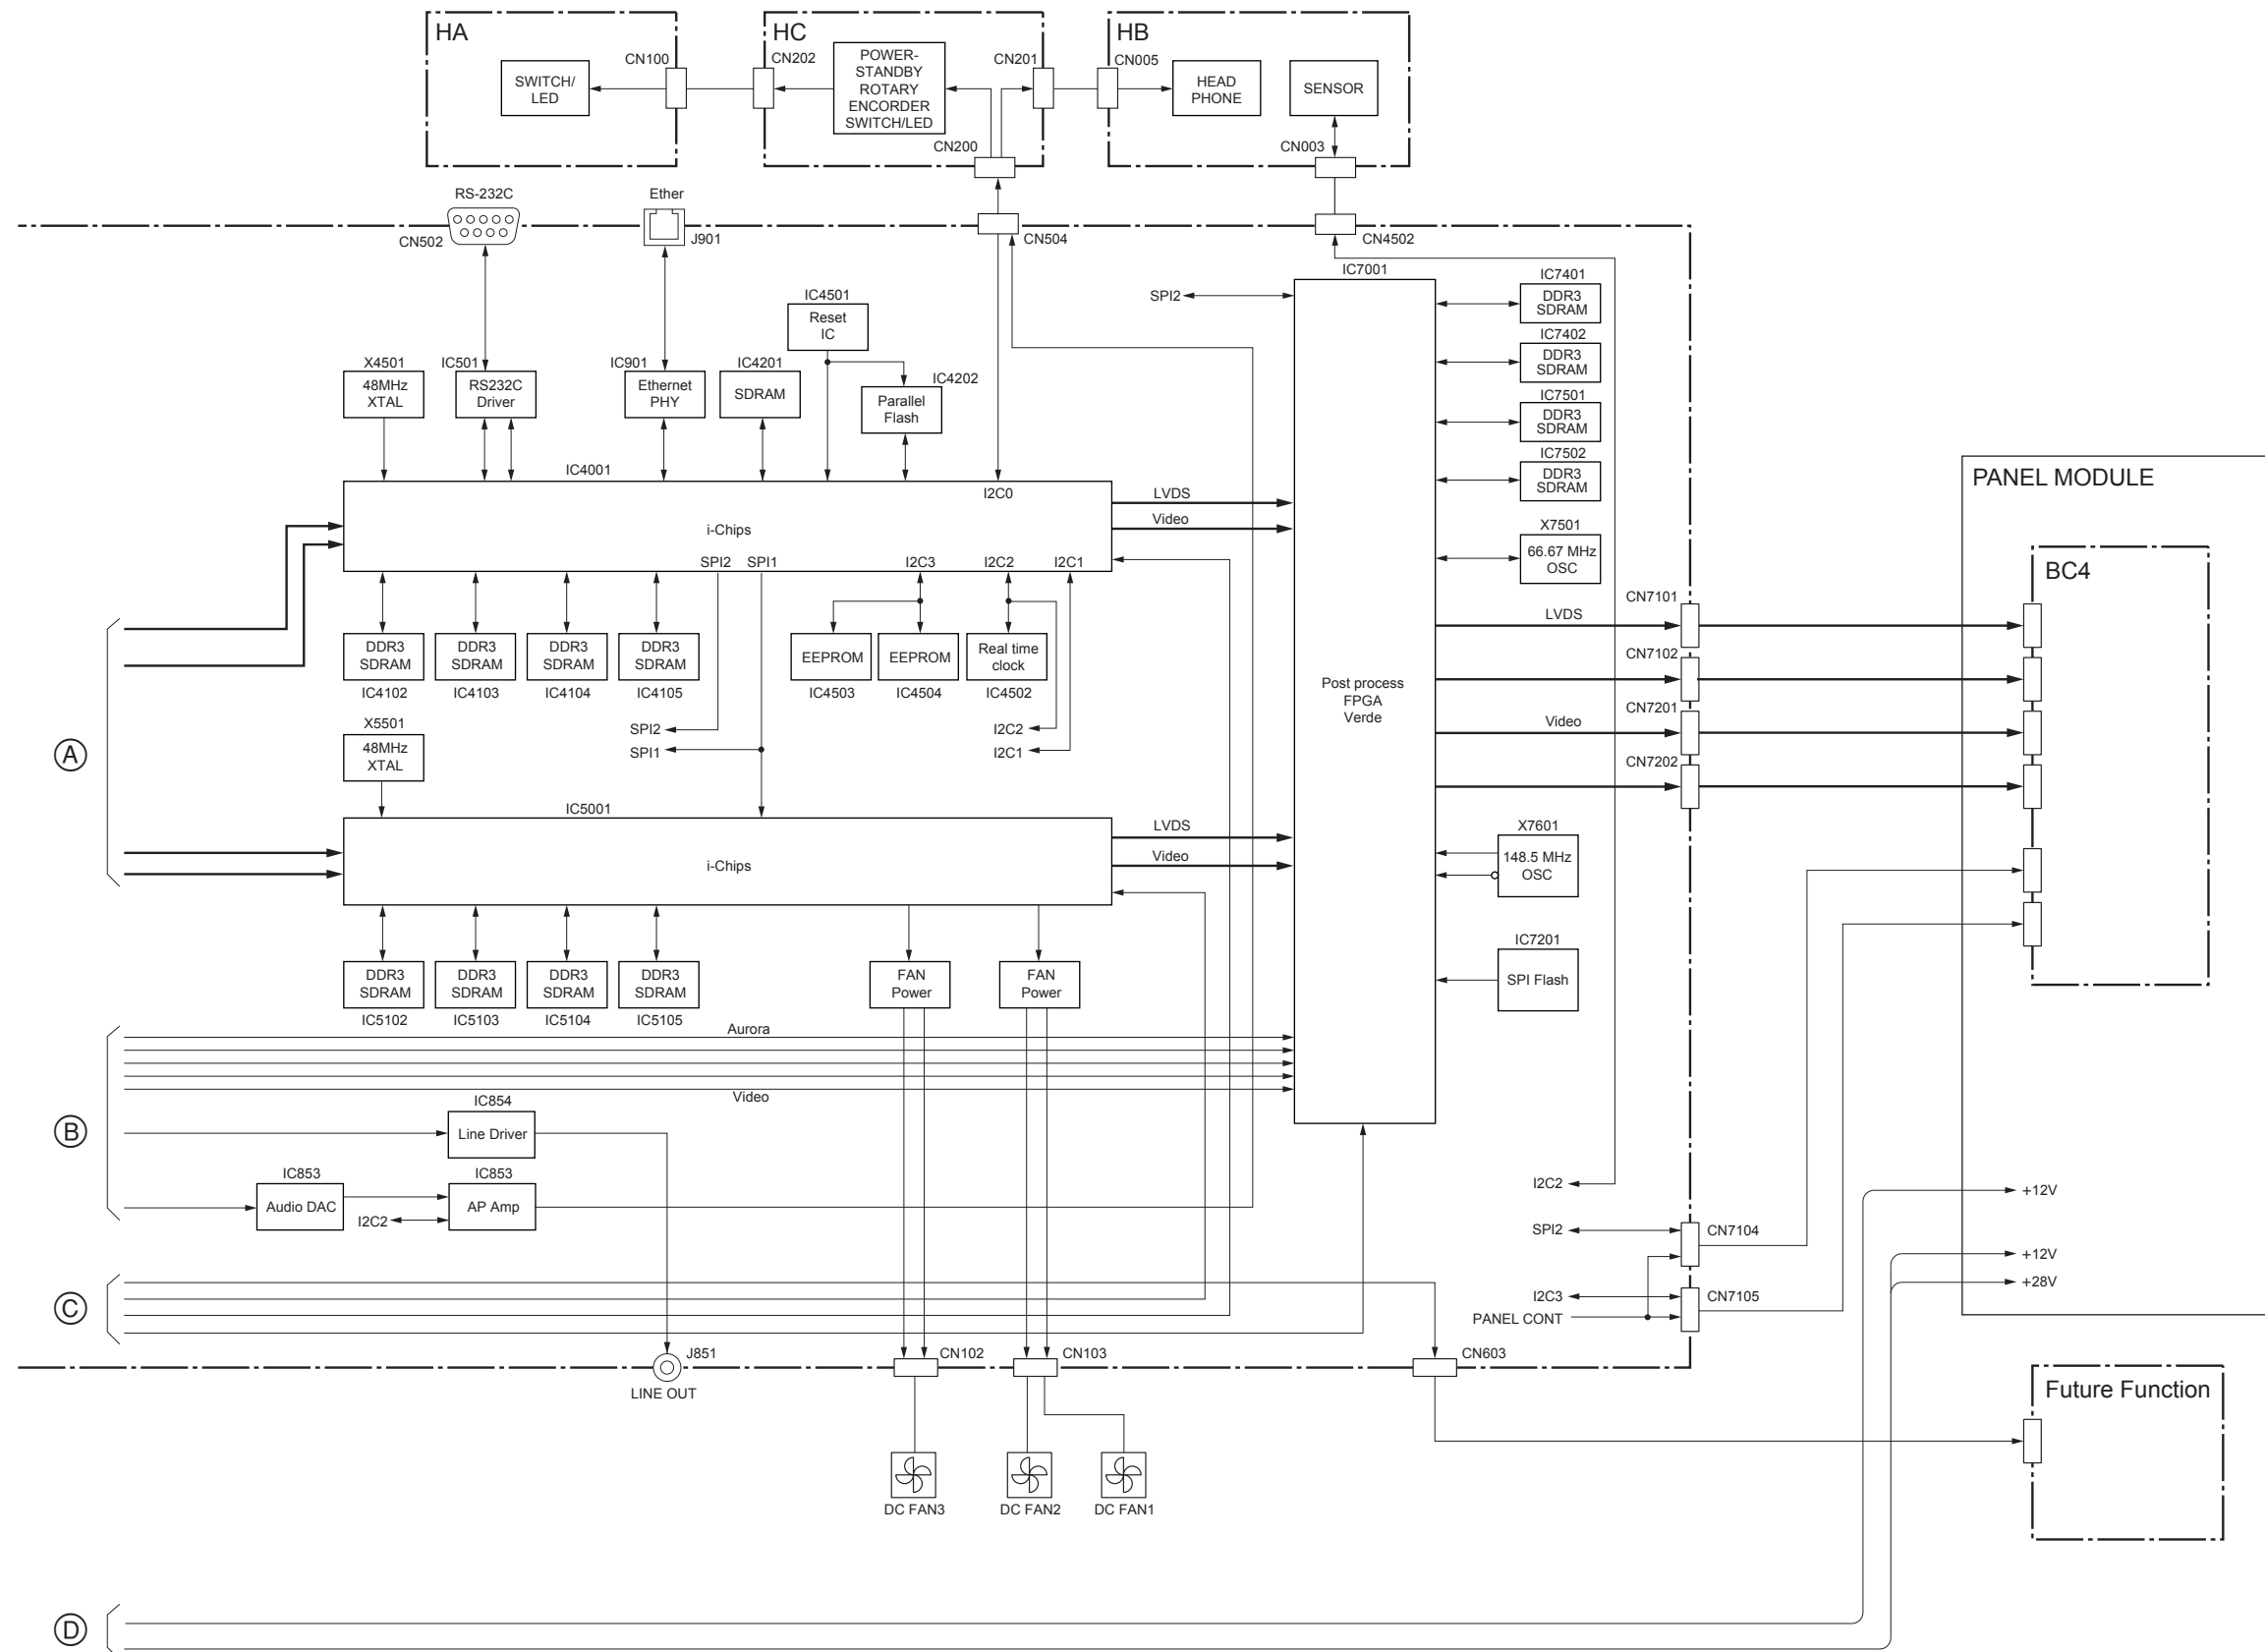 HA
HC
HB
CN100
CN202
CN201
CN005
SWITCH/
LED
POWER-
STANDBY
ROTARY
ENCORDER
SWITCH/LED
HEAD
PHONE
SENSOR
CN200
CN003
RS-232C
Ether
CN502
J901
CN504
CN4502
IC7001
SPI2
IC7401
DDR3
SDRAM
IC7402
DDR3
SDRAM
IC7501
DDR3
SDRAM
IC7502
DDR3
SDRAM
X7501
66.67 MHz
OSC
IC4501
Reset
IC
X4501
48MHz
XTAL
IC501
RS232C
Driver
IC901
Ethernet
PHY
IC4201
SDRAM
IC4202
Parallel
Flash
IC4001
I2C0
i-Chips
LVDS
Video
SPI2
SPI1
I2C3
I2C2
I2C1
DDR3
SDRAM
IC4102
DDR3
SDRAM
IC4103
DDR3
SDRAM
IC4104
DDR3
SDRAM
IC4105
EEPROM
IC4503
EEPROM
IC4504
Real time
clock
IC4502
SPI2
SPI1
I2C2
I2C1
X5501
48MHz
XTAL
A
Post process
FPGA
Verde
LVDS
Video
CN7101
CN7102
CN7201
CN7202
PANEL MODULE
BC4
IC5001
i-Chips
LVDS
Video
X7601
148.5 MHz
OSC
IC7201
SPI Flash
DDR3
SDRAM
IC5102
DDR3
SDRAM
IC5103
DDR3
SDRAM
IC5104
DDR3
SDRAM
IC5105
FAN
Power
FAN
Power
Aurora
Video
B
IC854
Line Driver
IC853
Audio DAC
IC853
AP Amp
I2C2
I2C2
SPI2
CN7104
I2C3
CN7105
PANEL CONT
+12V
+12V
+28V
C
J851
LINE OUT
CN102
CN103
CN603
Future Function
DC FAN3
DC FAN2
DC FAN1
D